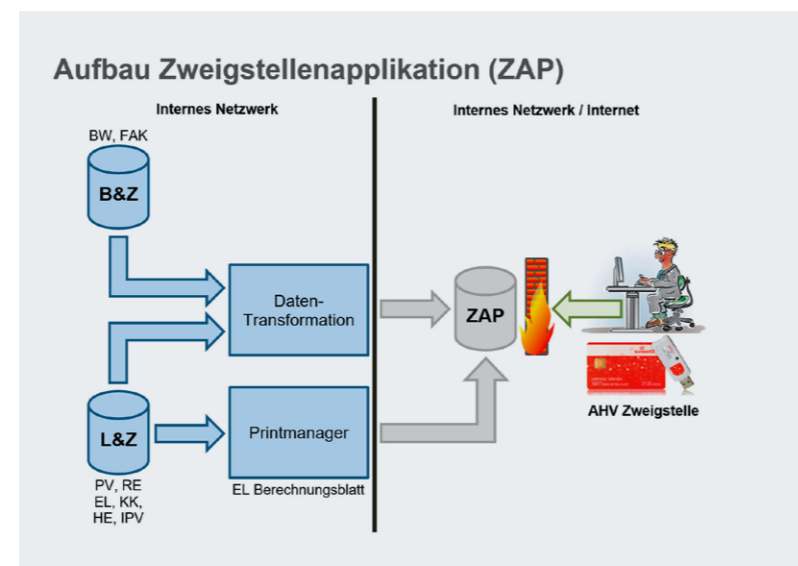 Aufbau Zweigstellenapplikation (ZAP)
Internes Netzwerk
Internes Netzwerk / Internet
BW, FAK
B&Z
Daten-
Transformation
ZAP
L&Z
Printmanager
AHV Zweigstelle
PV, RE
EL, KK,
HE, IPV
EL Berechnungsblatt